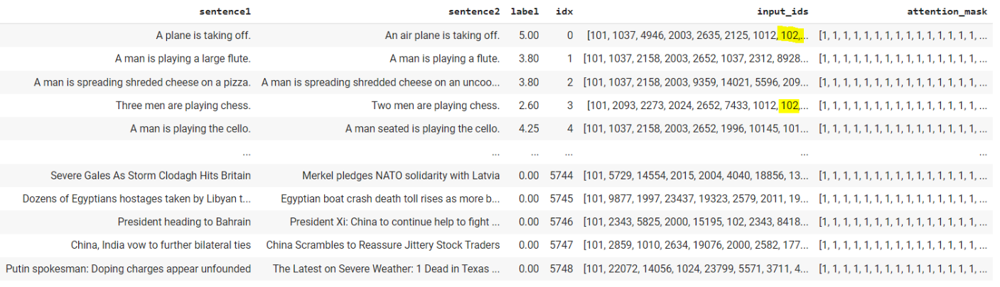 sentence1 sentence2 label idx input_ids attention_mask
A plane is taking off. An air plane is taking off. 5.00 0 [101, 1037, 4946, 2003, 2635, 2125, 1012, 102,... [1, 1, 1, 1, 1, 1, 1, 1, 1, 1, 1, 1, 1, 1, 1, ...
A man is playing a large flute. A man is playing a flute. 3.80 1 [101, 1037, 2158, 2003, 2652, 1037, 2312, 8928... [1, 1, 1, 1, 1, 1, 1, 1, 1, 1, 1, 1, 1, 1, 1, ...
A man is spreading shreded cheese on a pizza. A man is spreading shredded cheese on an uncoo... 3.80 2 [101, 1037, 2158, 2003, 9359, 14021, 5596, 209... [1, 1, 1, 1, 1, 1, 1, 1, 1, 1, 1, 1, 1, 1, 1, ...
Three men are playing chess. Two men are playing chess. 2.60 3 [101, 2093, 2273, 2024, 2652, 7433, 1012, 102,... [1, 1, 1, 1, 1, 1, 1, 1, 1, 1, 1, 1, 1, 1, 1, ...
A man is playing the cello. A man seated is playing the cello. 4.25 4 [101, 1037, 2158, 2003, 2652, 1996, 10145, 101... [1, 1, 1, 1, 1, 1, 1, 1, 1, 1, 1, 1, 1, 1, 1, ...
... ... ... ... ... ...
Severe Gales As Storm Clodagh Hits Britain Merkel pledges NATO solidarity with Latvia 0.00 5744 [101, 5729, 14554, 2015, 2004, 4040, 18856, 13... [1, 1, 1, 1, 1, 1, 1, 1, 1, 1, 1, 1, 1, 1, 1, ...
Dozens of Egyptians hostages taken by Libyan t... Egyptian boat crash death toll rises as more b... 0.00 5745 [101, 9877, 1997, 23437, 19323, 2579, 2011, 19... [1, 1, 1, 1, 1, 1, 1, 1, 1, 1, 1, 1, 1, 1, 1, ...
President heading to Bahrain President Xi: China to continue help to fight ... 0.00 5746 [101, 2343, 5825, 2000, 15195, 102, 2343, 8418... [1, 1, 1, 1, 1, 1, 1, 1, 1, 1, 1, 1, 1, 1, 1, ...
China, India vow to further bilateral ties China Scrambles to Reassure Jittery Stock Traders 0.00 5747 [101, 2859, 1010, 2634, 19076, 2000, 2582, 177... [1, 1, 1, 1, 1, 1, 1, 1, 1, 1, 1, 1, 1, 1, 1, ...
Putin spokesman: Doping charges appear unfounded The Latest on Severe Weather: 1 Dead in Texas ... 0.00 5748 [101, 22072, 14056, 1024, 23799, 5571, 3711, 4... [1, 1, 1, 1, 1, 1, 1, 1, 1, 1, 1, 1, 1, 1, 1, ...